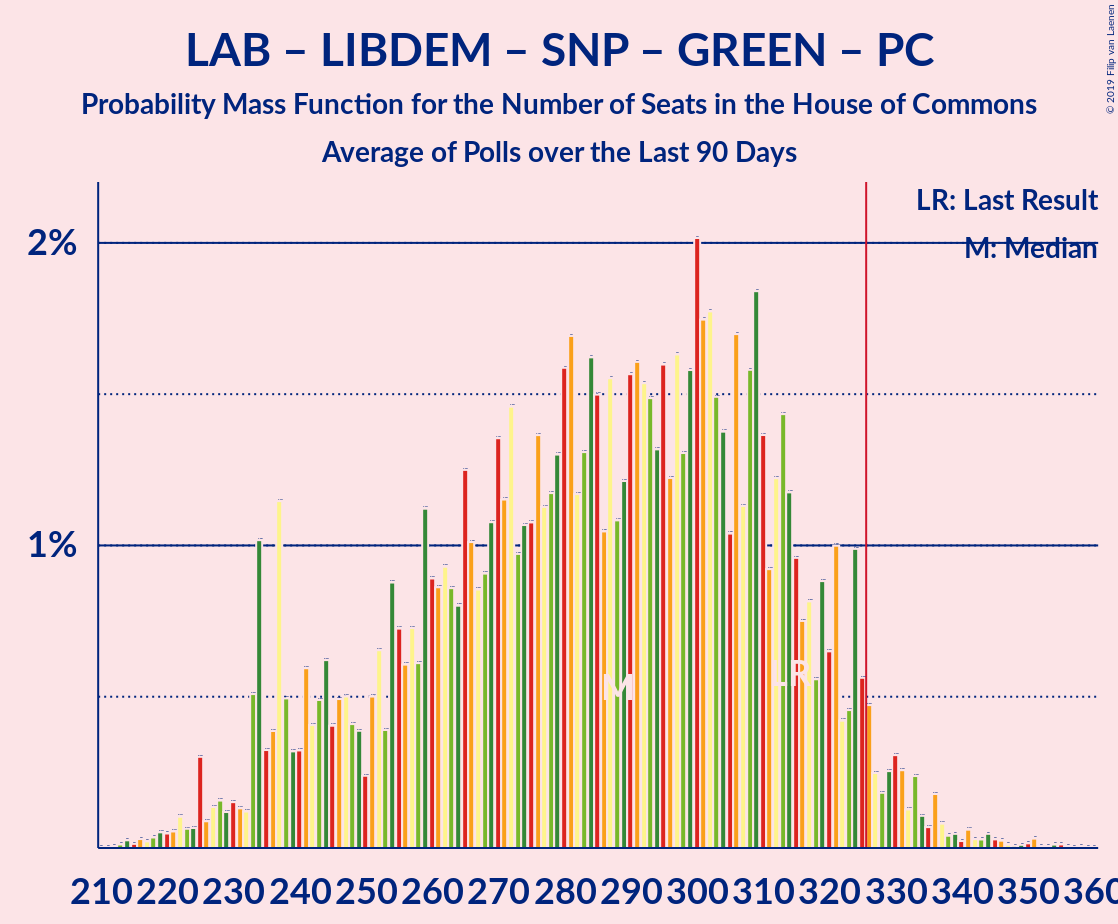 LAB – LIBDEM – SNP – GREEN – PC
Probability Mass Function for the Number of Seats in the House of Commons
Average of Polls over the Last 90 Days
© 2019 Filip van Laenen
LR: Last Result
M: Median
2%
1%
M
LR
210 220 230 240 250 260 270 280 290 300 310 320 330 340 350 360